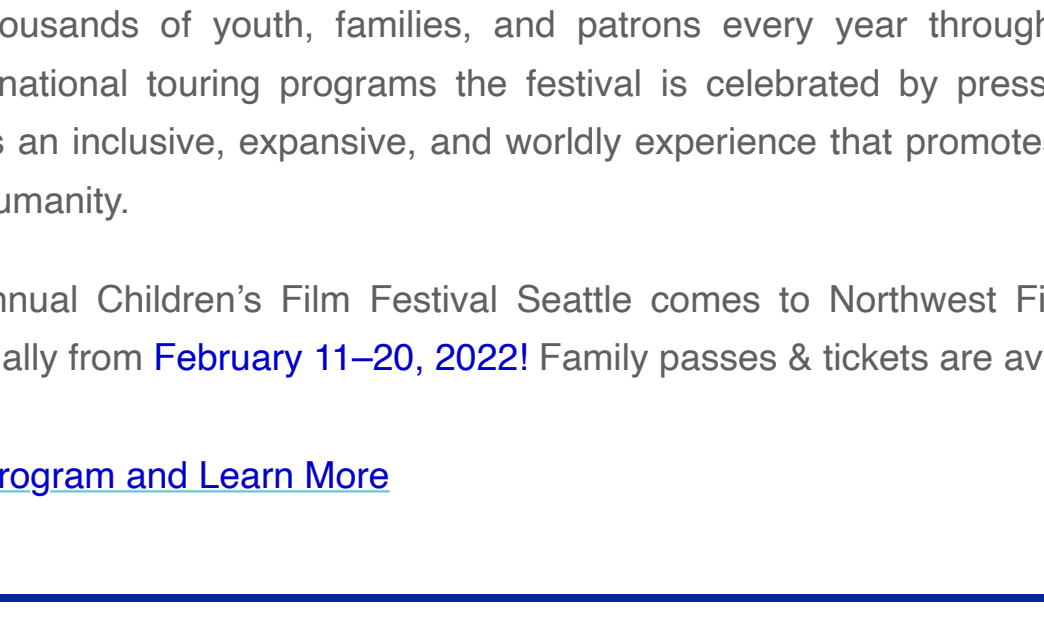 ousands of youth, families, and patrons every year through
national touring programs the festival is celebrated by press
s an inclusive, expansive, and worldly experience that promotes
umanity.
nnual Children’s Film Festival Seattle comes to Northwest Fi
ally from February 11–20, 2022! Family passes & tickets are av
rogram and Learn More